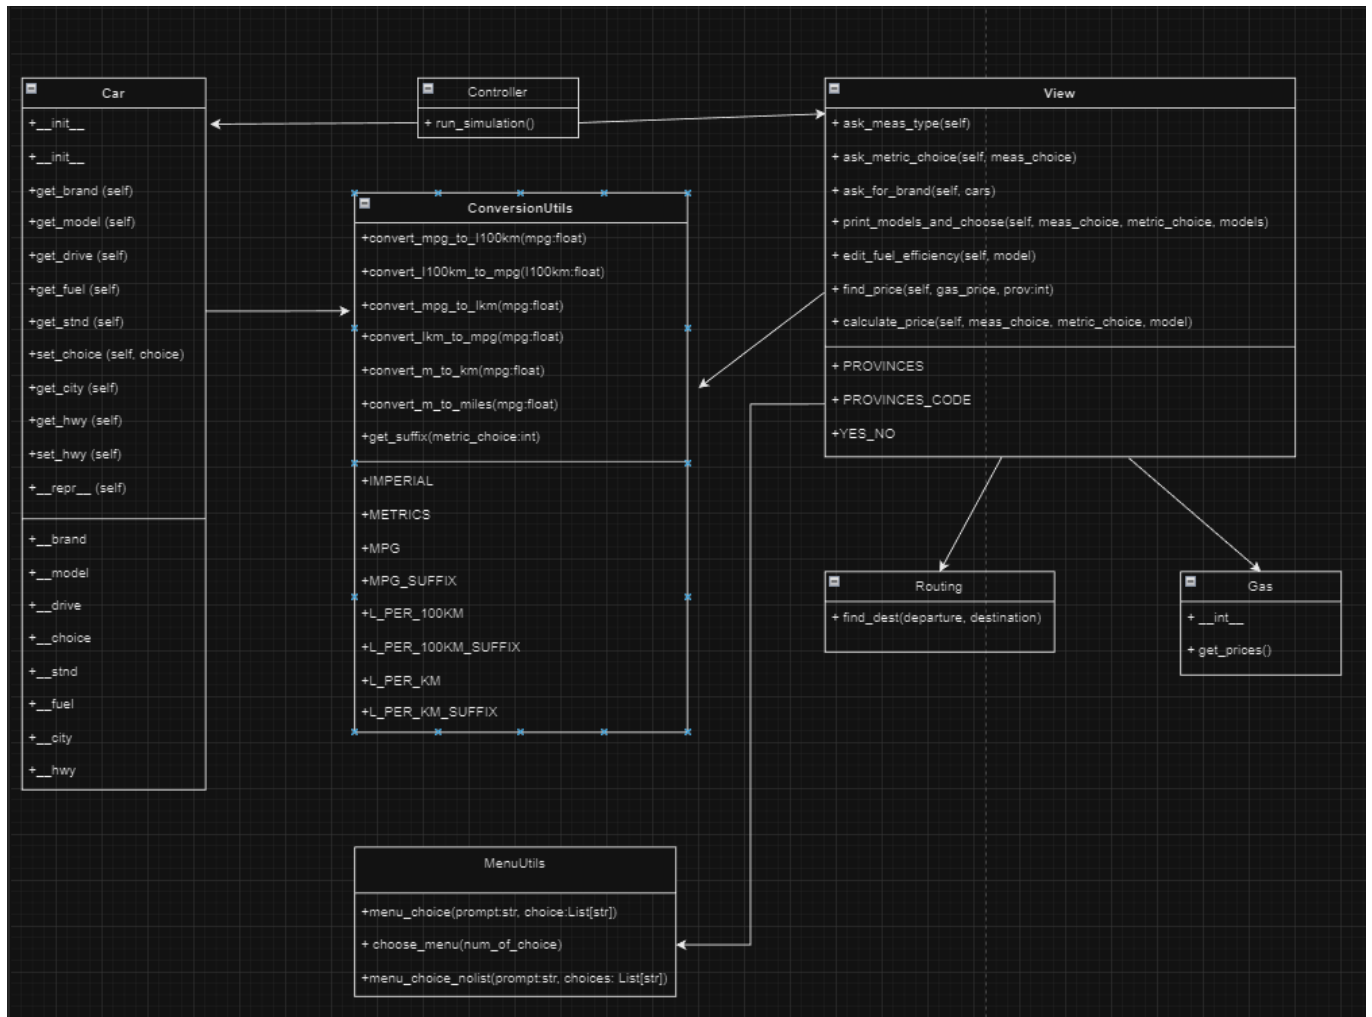 Car
+__init__
+__init__
+get_brand (self)
+get_model (self)
+get_drive (self)
+get_fuel (self)
+get_stnd (self)
+set_choice (self, choice)
+get_city (self)
+get_hwy (self)
+set_hwy (self)
+__repr__ (self)
+__brand
+__model
+__drive
+__choice
+__stnd
+__fuel
+__city
+__hwy
Controller
+ run_simulation()
ConversionUtils
+convert_mpg_to_l100km(mpg:float)
+convert_l100km_to_mpg(l100km:float)
+convert_mpg_to_lkm(mpg:float)
+convert_lkm_to_mpg(mpg:float)
+convert_m_to_km(mpg:float)
+convert_m_to_miles(mpg:float)
+get_suffix(metric_choice:int)
+IMPERIAL
+METRICS
+MPG
+MPG_SUFFIX
+L_PER_100KM
+L_PER_100KM_SUFFIX
+L_PER_KM
+L_PER_KM_SUFFIX
View
+ ask_meas_type(self)
+ ask_metric_choice(self, meas_choice)
+ ask_for_brand(self, cars)
+ print_models_and_choose(self, meas_choice, metric_choice, models)
+ edit_fuel_efficiency(self, model)
+ find_price(self, gas_price, prov:int)
+ calculate_price(self, meas_choice, metric_choice, model)
+ PROVINCES
+ PROVINCES_CODE
+YES_NO
Routing
+ find_dest(departure, destination)
Gas
+ __int__
+ get_prices()
MenuUtils
+menu_choice(prompt:str, choice:List[str])
+ choose_menu(num_of_choice)
+menu_choice_nolist(prompt:str, choices: List[str])